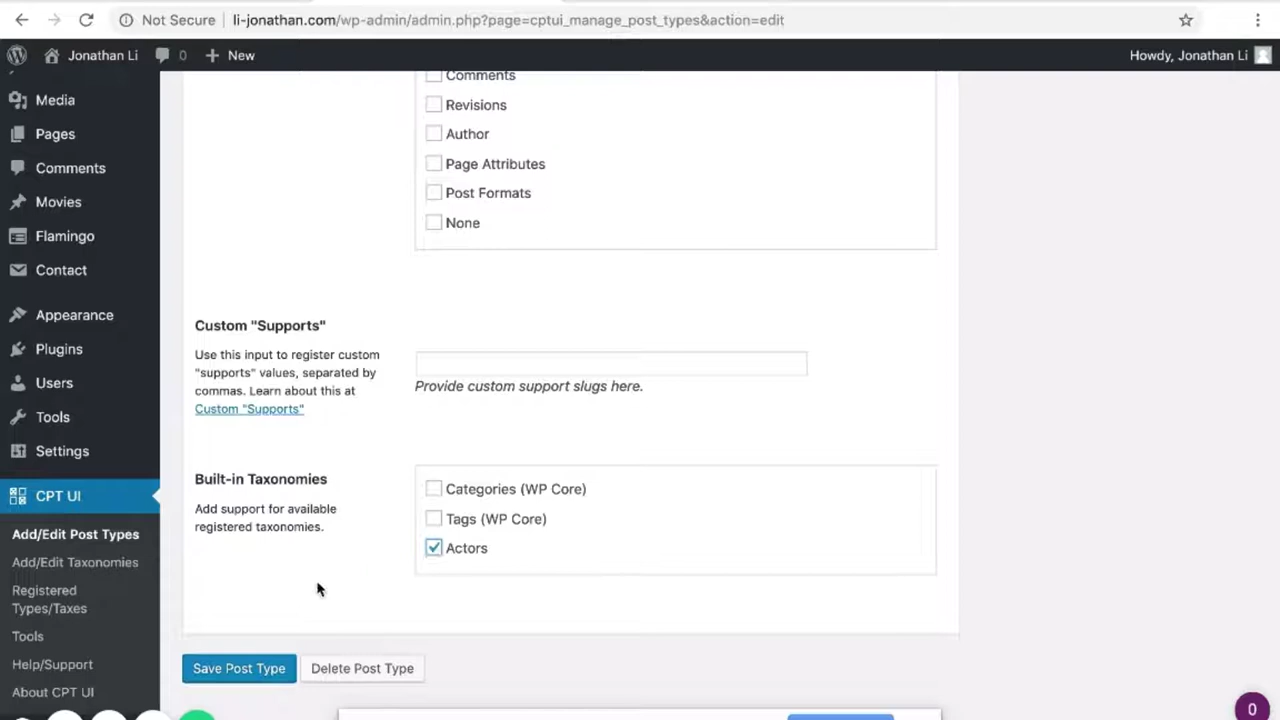 Not Secure li-jonathan.com/wp-admin/admin.php?page=cptui_manage_post_types&action=edit
Jonathan Li 0 New Howdy, Jonathan Li
Media
Pages
Comments
Movies
Flamingo
Contact
Appearance
Plugins
Users
Tools
Settings
CPT UI
Add/Edit Post Types
Add/Edit Taxonomies
Registered
Types/Taxes
Tools
Help/Support
About CPT UI
Comments
Revisions
Author
Page Attributes
Post Formats
None
Custom "Supports"
Use this input to register custom
"supports" values, separated by
commas. Learn about this at
Custom "Supports"
Provide custom support slugs here.
Built-in Taxonomies
Add support for available
registered taxonomies.
Categories (WP Core)
Tags (WP Core)
Actors
Save Post Type Delete Post Type
0